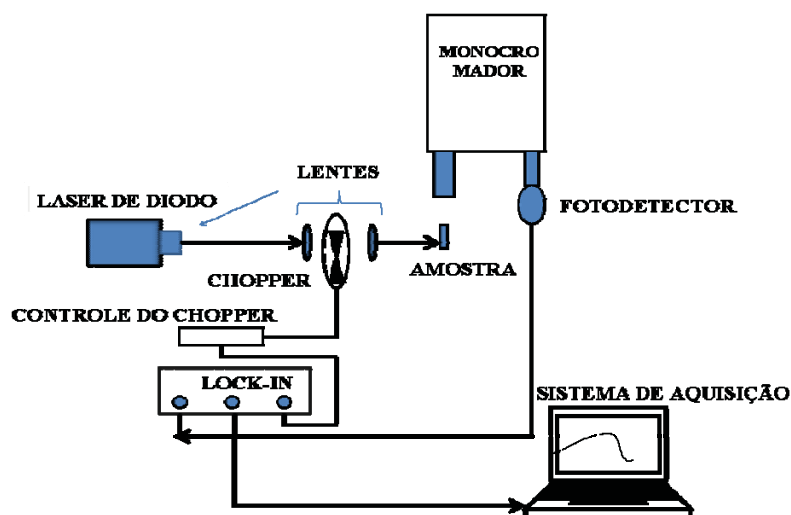 MONOCRO
MADOR
LENTES
LASER DE DIODO
FOTODETECTOR
CHOPPER
AMOSTRA
CONTROLE DO CHOPPER
LOCK-IN
SISTEMA DE AQUISIÇÃO